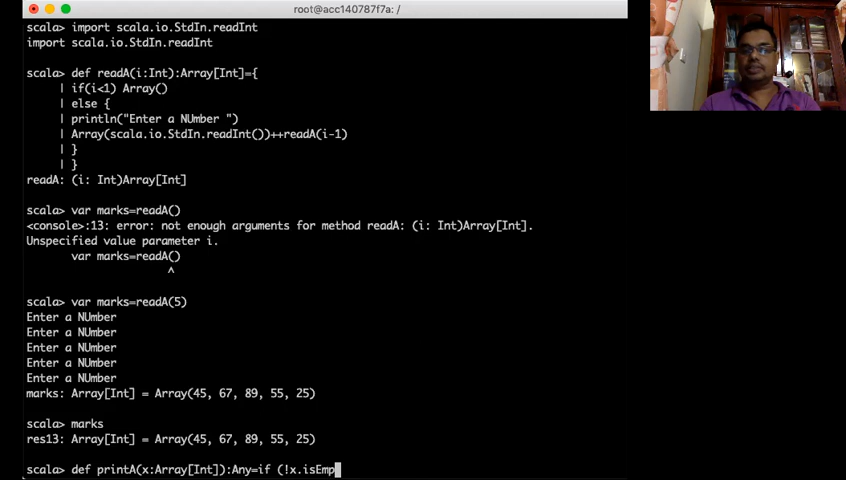 root@acc140787f7a: /
scala> import scala.io.StdIn.readInt
import scala.io.StdIn.readInt
scala> def readA(i:Int):Array[Int]={
| if(i<1) Array()
| else {
| println("Enter a NUmber ")
| Array(scala.io.StdIn.readInt())++readA(i-1)
| }
| }
readA: (i: Int)Array[Int]
scala> var marks=readA()
<console>:13: error: not enough arguments for method readA: (i: Int)Array[Int].
Unspecified value parameter i.
var marks=readA()
^
scala> var marks=readA(5)
Enter a NUmber
Enter a NUmber
Enter a NUmber
Enter a NUmber
Enter a NUmber
marks: Array[Int] = Array(45, 67, 89, 55, 25)
scala> marks
res13: Array[Int] = Array(45, 67, 89, 55, 25)
scala> def printA(x:Array[Int]):Any=if (!x.isEmp